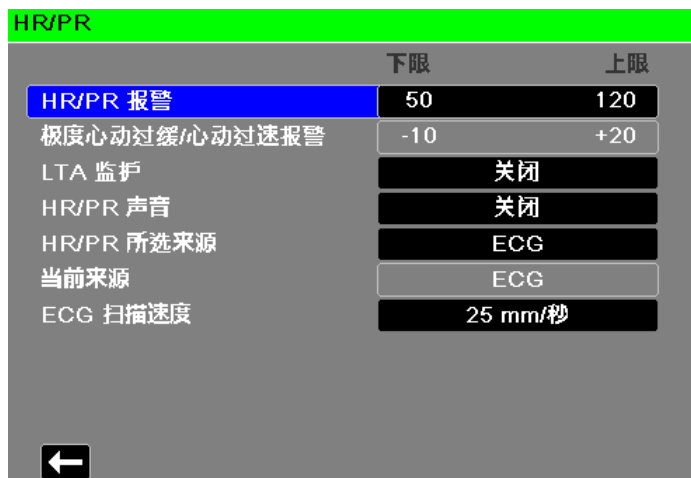 HR/PR
下限 上限
HR/PR 报警 50 120
极度心动过缓/心动过速报警 -10 +20
LTA 监护 关闭
HR/PR 声音 关闭
HR/PR 所选来源 ECG
当前来源 ECG
ECG 扫描速度 25 mm/秒